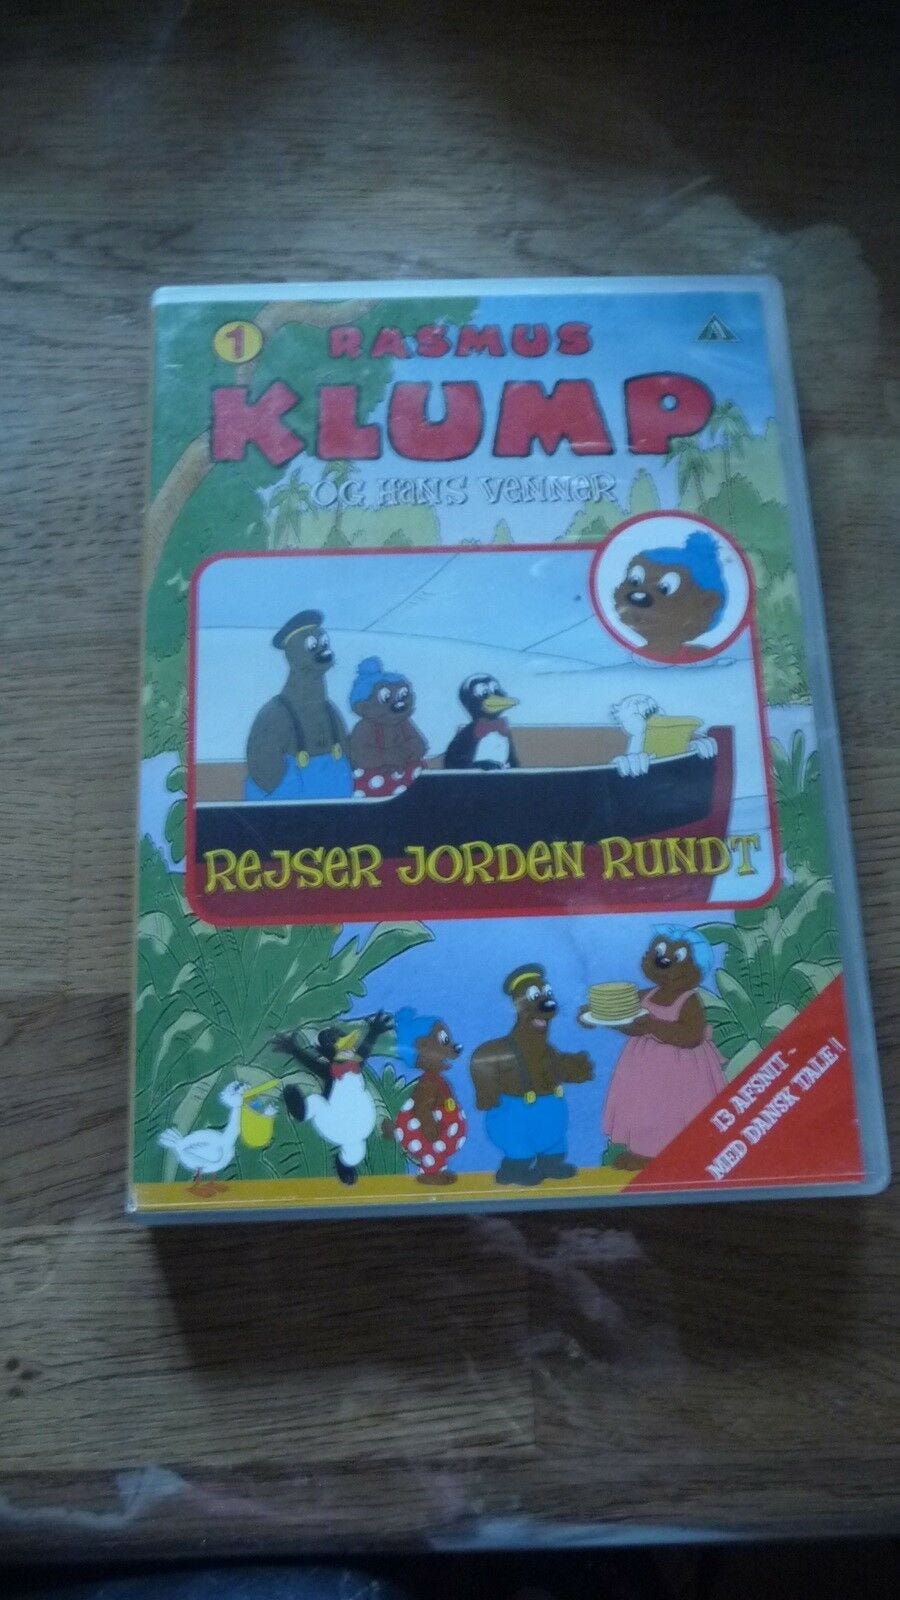 1
RASMUS
KLUMP
OG HANS VENNER
A
REJSER JORDEN RUNDT
13 AFSNIT -
MED DANSK TALE!